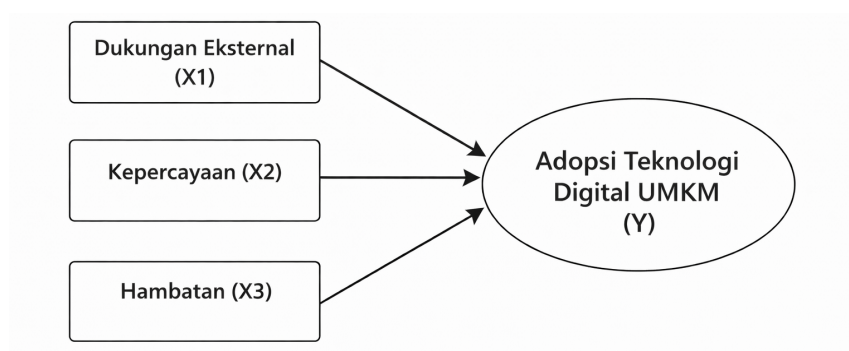 Dukungan Eksternal
(X1)
Kepercayaan (X2)
Hambatan (X3)
Adopsi Teknologi
Digital UMKM
(Y)